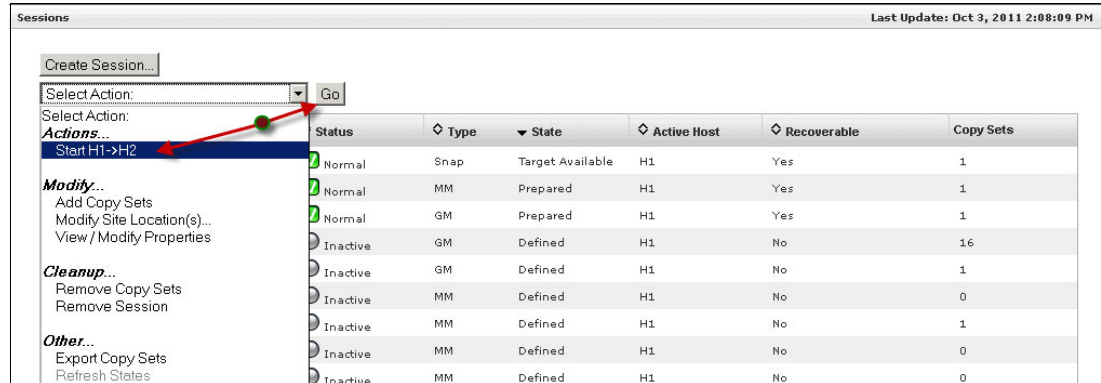 Sessions Last Update: Oct 3, 2011 2:08:09 PM
Create Session...
Select Action: Go
Select Action:
Actions...
Start H1->H2
Modify...
Add Copy Sets
Modify Site Location(s)...
View / Modify Properties
Cleanup...
Remove Copy Sets
Remove Session
Other...
Export Copy Sets
Refresh States
Status Type State Active Host Recoverable Copy Sets
Normal Snap Target Available H1 Yes 1
Normal MM Prepared H1 Yes 1
Normal GM Prepared H1 Yes 1
Inactive GM Defined H1 No 16
Inactive GM Defined H1 No 1
Inactive MM Defined H1 No 0
Inactive MM Defined H1 No 1
Inactive MM Defined H1 No 0
Inactive MM Defined H1 No 0